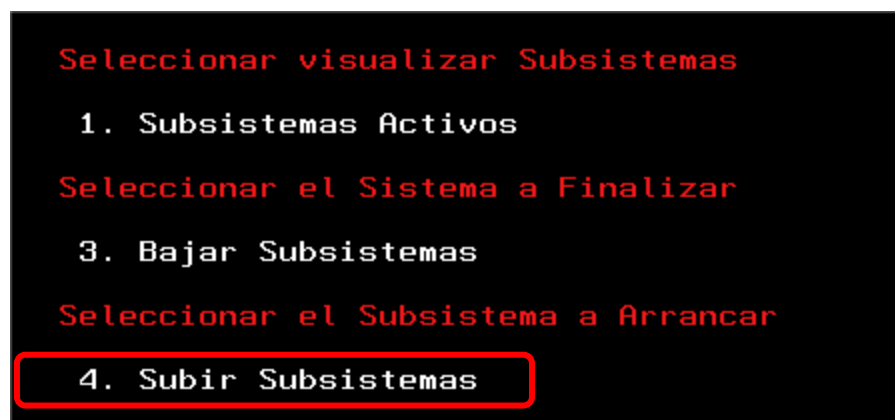 Seleccionar visualizar Subsistemas
1. Subsistemas Activos
Seleccionar el Sistema a Finalizar
3. Bajar Subsistemas
Seleccionar el Subsistema a Arrancar
4. Subir Subsistemas